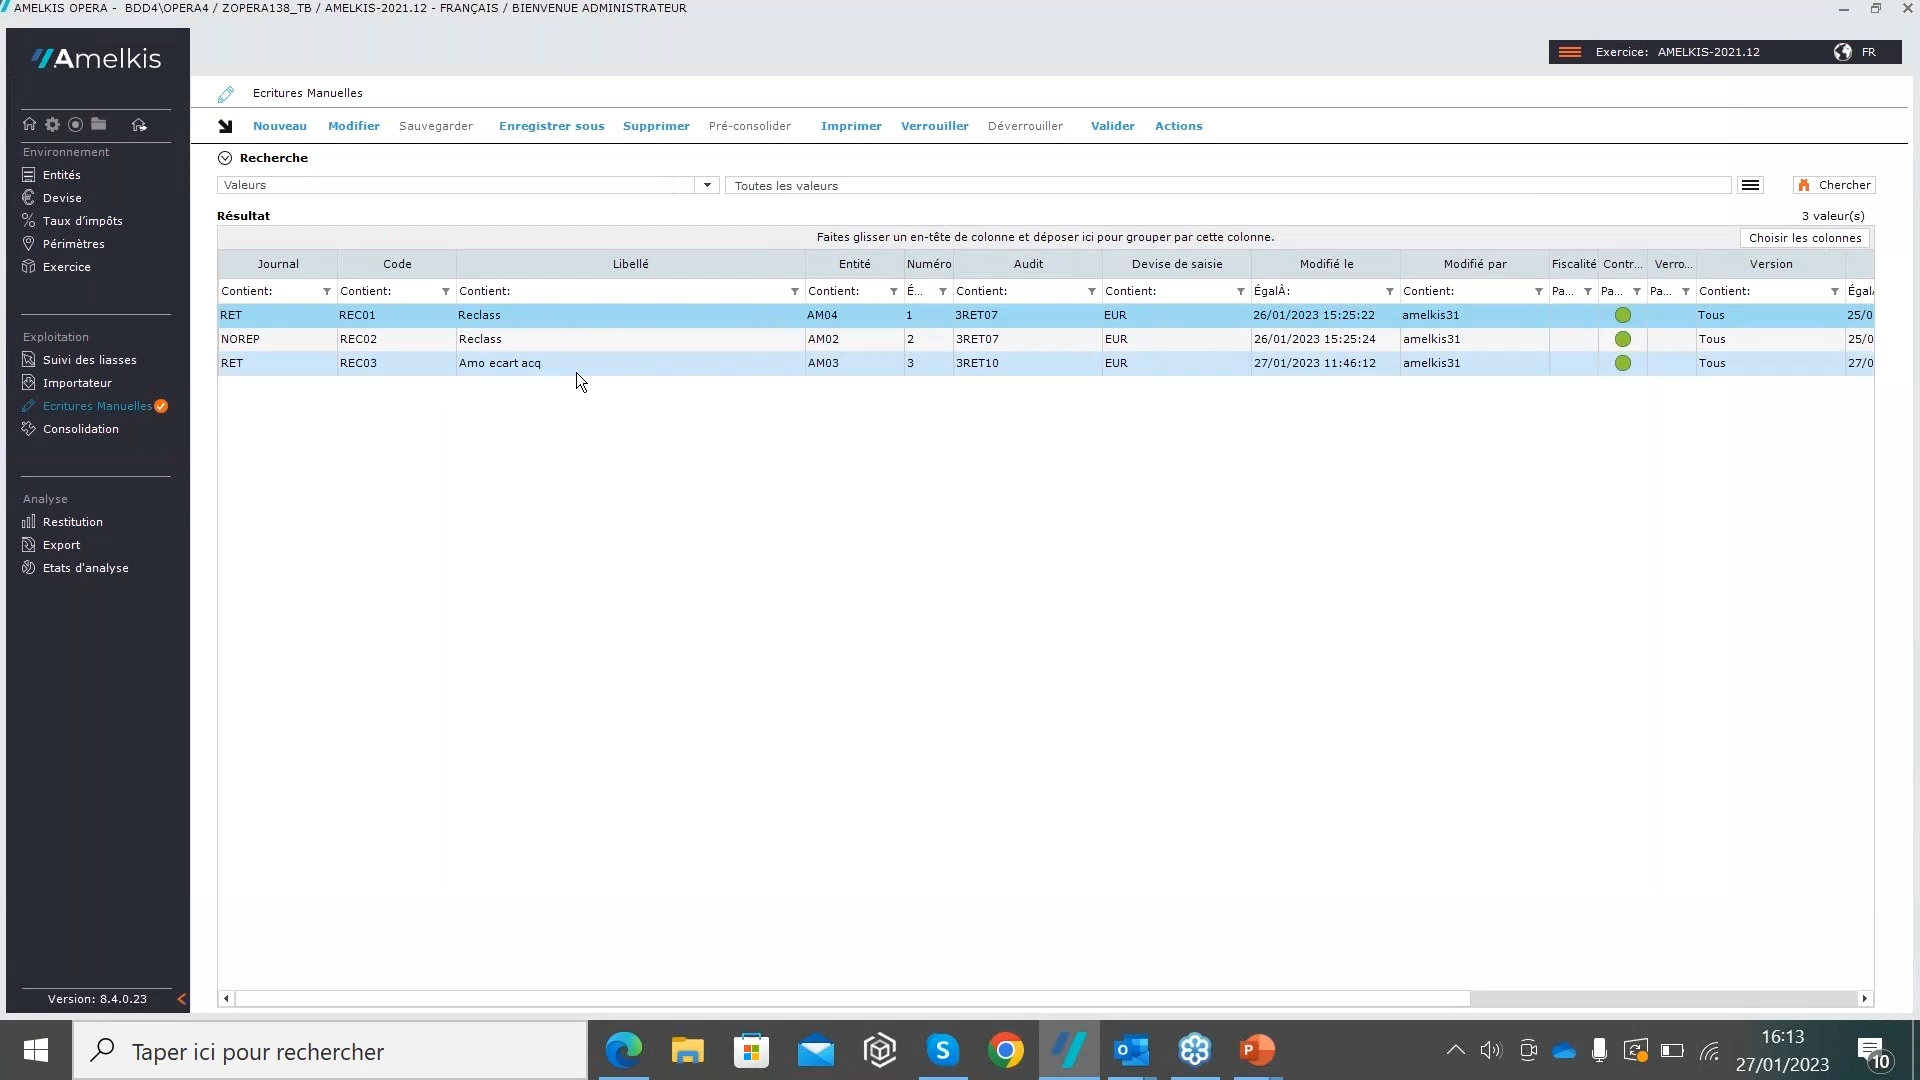 AMELKIS OPERA - BDD4\OPERA4 / ZOPERA138_TB / AMELKIS-2021.12 - FRANÇAIS / BIENVENUE ADMINISTRATEUR
Amelkis
Exercice: AMELKIS-2021.12 FR
Ecritures Manuelles
Nouveau Modifier Sauvegarder Enregistrer sous Supprimer Pré-consolider Imprimer Verrouiller Déverrouiller Valider Actions
Environnement
Entités
Devise
Taux d'impôts
Périmètres
Exercice
Exploitation
Suivi des liasses
Importateur
Ecritures Manuelles
Consolidation
Analyse
Restitution
Export
Etats d'analyse
Version: 8.4.0.23
Recherche
Valeurs Toutes les valeurs Chercher
Résultat 3 valeur(s)
Faites glisser un en-tête de colonne et déposer ici pour grouper par cette colonne. Choisir les colonnes
Journal Code Libellé Entité Numéro Audit Devise de saisie Modifié le Modifié par Fiscalité Contr... Verro... Version
Contient: Contient: Contient: Contient: É... Contient: Contient: ÉgalÀ: Contient: Pa... Pa... Pa... Contient: ÉgalÀ
RET REC01 Reclass AM04 1 3RET07 EUR 26/01/2023 15:25:22 amelkis31 Tous 25/0
NOREP REC02 Reclass AM02 2 3RET07 EUR 26/01/2023 15:25:24 amelkis31 Tous 25/0
RET REC03 Amo ecart acq AM03 3 3RET10 EUR 27/01/2023 11:46:12 amelkis31 Tous 27/0
Taper ici pour rechercher
16:13
27/01/2023
10